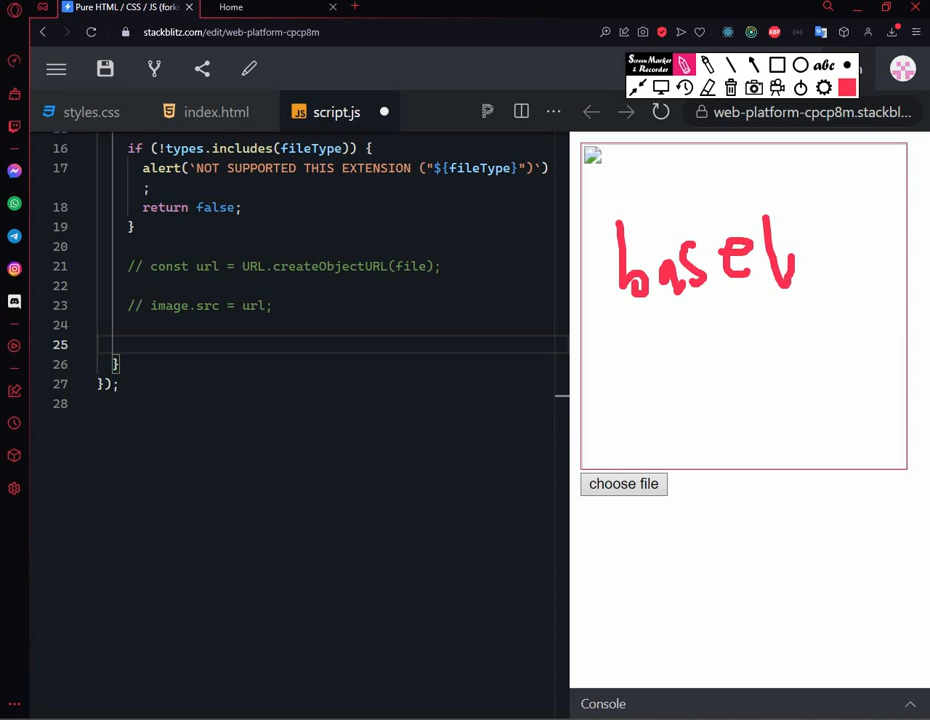 Pure HTML / CSS / JS (fork
Home
stackblitz.com/edit/web-platform-cpcp8m
ABP
Screen Marker
& Recorder
abc
styles.css
index.html
script.js
web-platform-cpcp8m.stackbl...
16 if (!types.includes(fileType)) {
17 alert(`NOT SUPPORTED THIS EXTENSION ("${fileType}")`)
;
18 return false;
19 }
20
21 // const url = URL.createObjectURL(file);
22
23 // image.src = url;
24
25
26 }
27 });
28
basel
choose file
Console